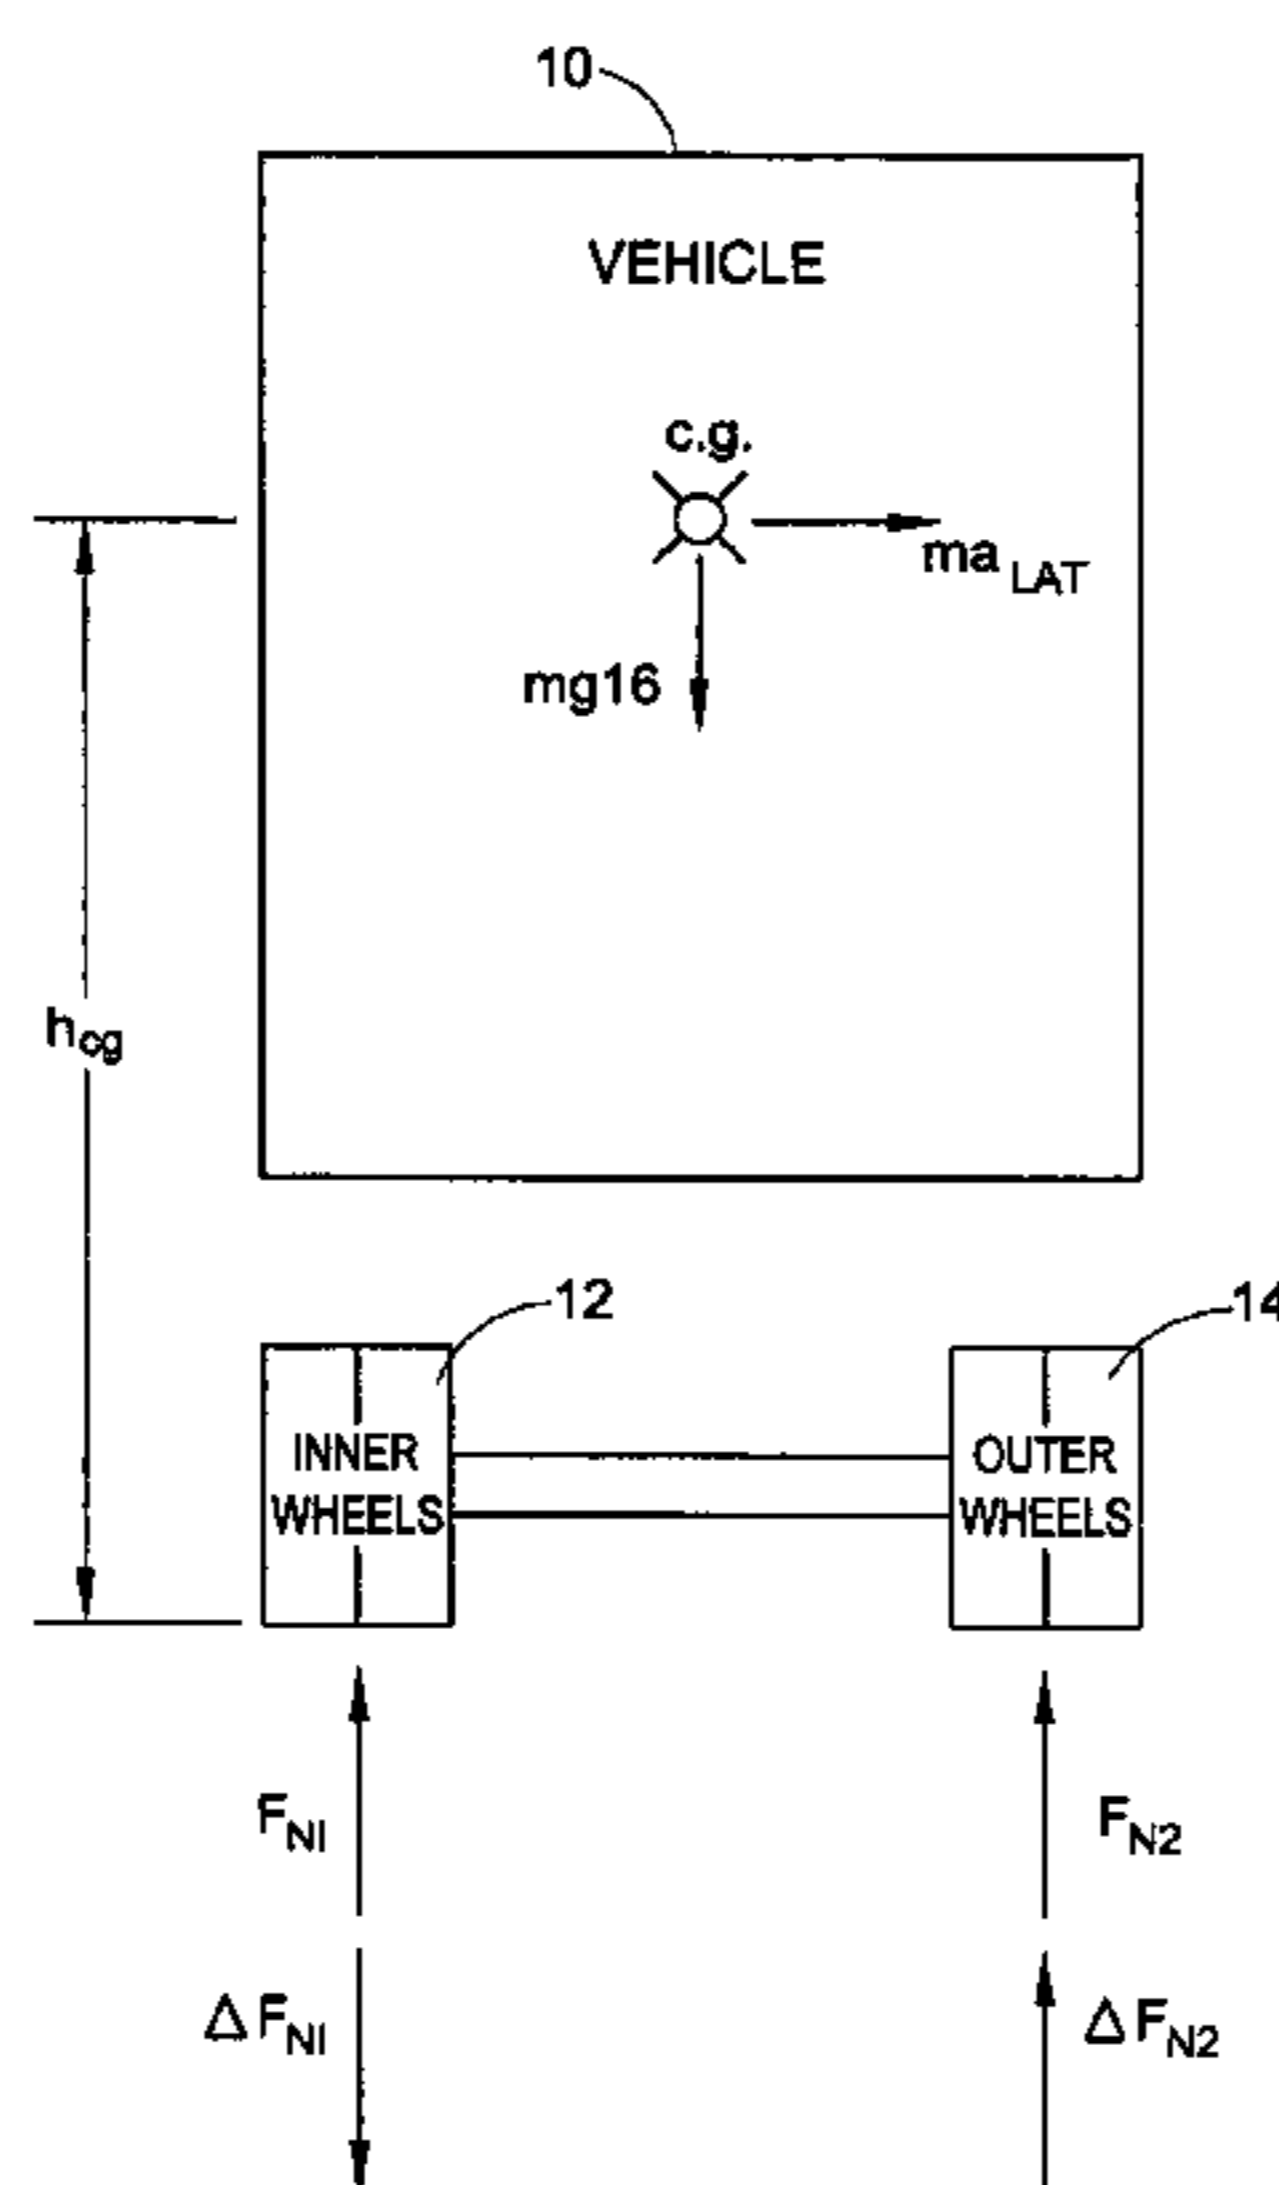 10
VEHICLE
c.g.
ma LAT
mg16
hcg
12
14
INNER
WHEELS
OUTER
WHEELS
FNI
FN2
ΔFNI
ΔFN2